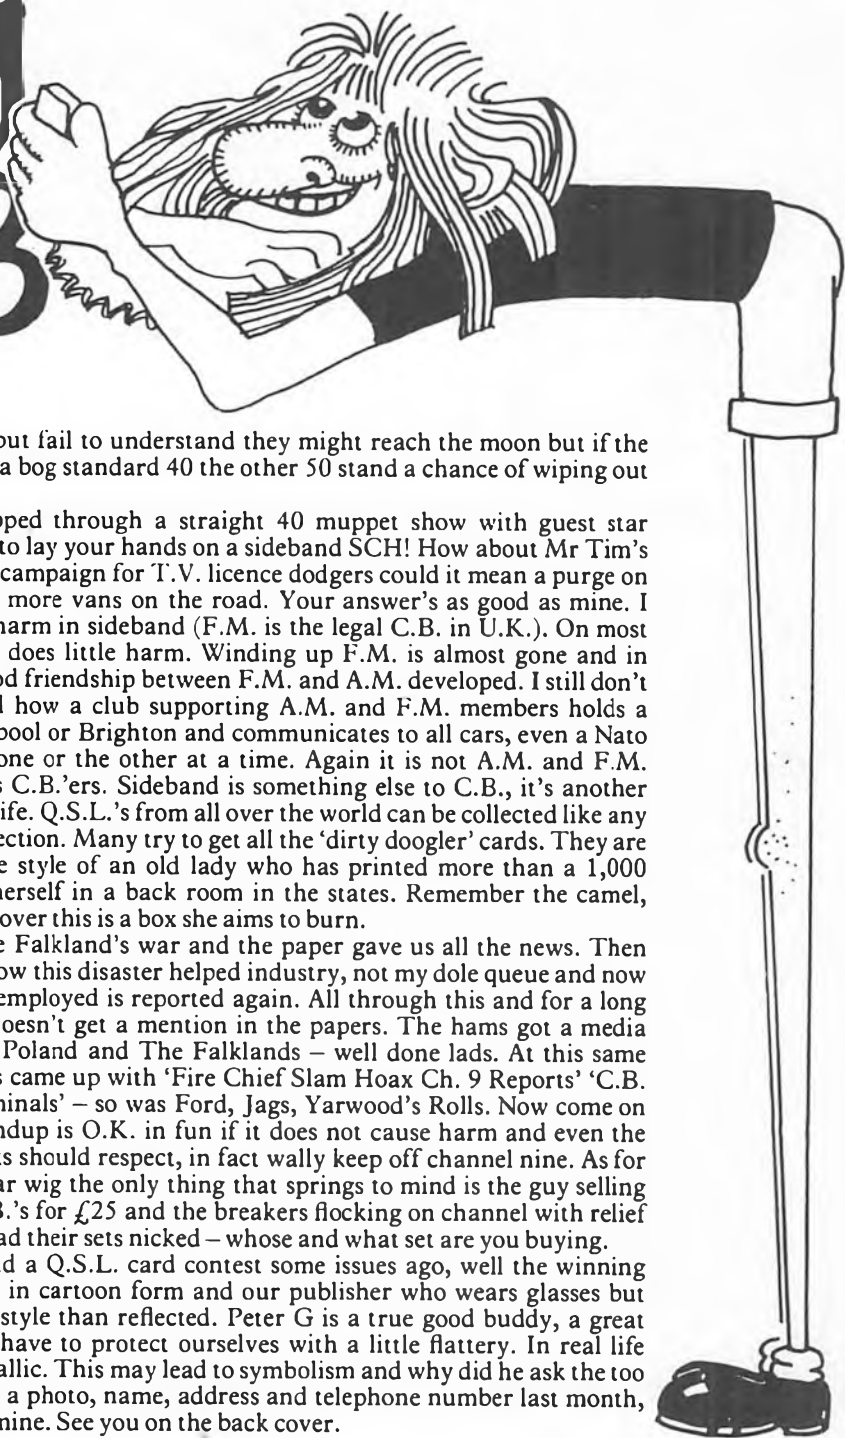 out fail to understand they might reach the moon but if the
a bog standard 40 the other 50 stand a chance of wiping out
pped through a straight 40 muppet show with guest star
to lay your hands on a sideband SCH! How about Mr Tim's
campaign for T.V. licence dodgers could it mean a purge on
more vans on the road. Your answer's as good as mine. I
harm in sideband (F.M. is the legal C.B. in U.K.). On most
does little harm. Winding up F.M. is almost gone and in
od friendship between F.M. and A.M. developed. I still don't
d how a club supporting A.M. and F.M. members holds a
pool or Brighton and communicates to all cars, even a Nato
one or the other at a time. Again it is not A.M. and F.M.
s C.B.'ers. Sideband is something else to C.B., it's another
ife. Q.S.L.'s from all over the world can be collected like any
ection. Many try to get all the 'dirty doogler' cards. They are
e style of an old lady who has printed more than a 1,000
herself in a back room in the states. Remember the camel,
over this is a box she aims to burn.
e Falkland's war and the paper gave us all the news. Then
ow this disaster helped industry, not my dole queue and now
employed is reported again. All through this and for a long
oesn't get a mention in the papers. The hams got a media
Poland and The Falklands – well done lads. At this same
s came up with 'Fire Chief Slam Hoax Ch. 9 Reports' 'C.B.
minals' – so was Ford, Jags, Yarwood's Rolls. Now come on
ndup is O.K. in fun if it does not cause harm and even the
ks should respect, in fact wally keep off channel nine. As for
ar wig the only thing that springs to mind is the guy selling
B.'s for £25 and the breakers flocking on channel with relief
ad their sets nicked – whose and what set are you buying.
d a Q.S.L. card contest some issues ago, well the winning
in cartoon form and our publisher who wears glasses but
style than reflected. Peter G is a true good buddy, a great
have to protect ourselves with a little flattery. In real life
allic. This may lead to symbolism and why did he ask the too
a photo, name, address and telephone number last month,
mine. See you on the back cover.